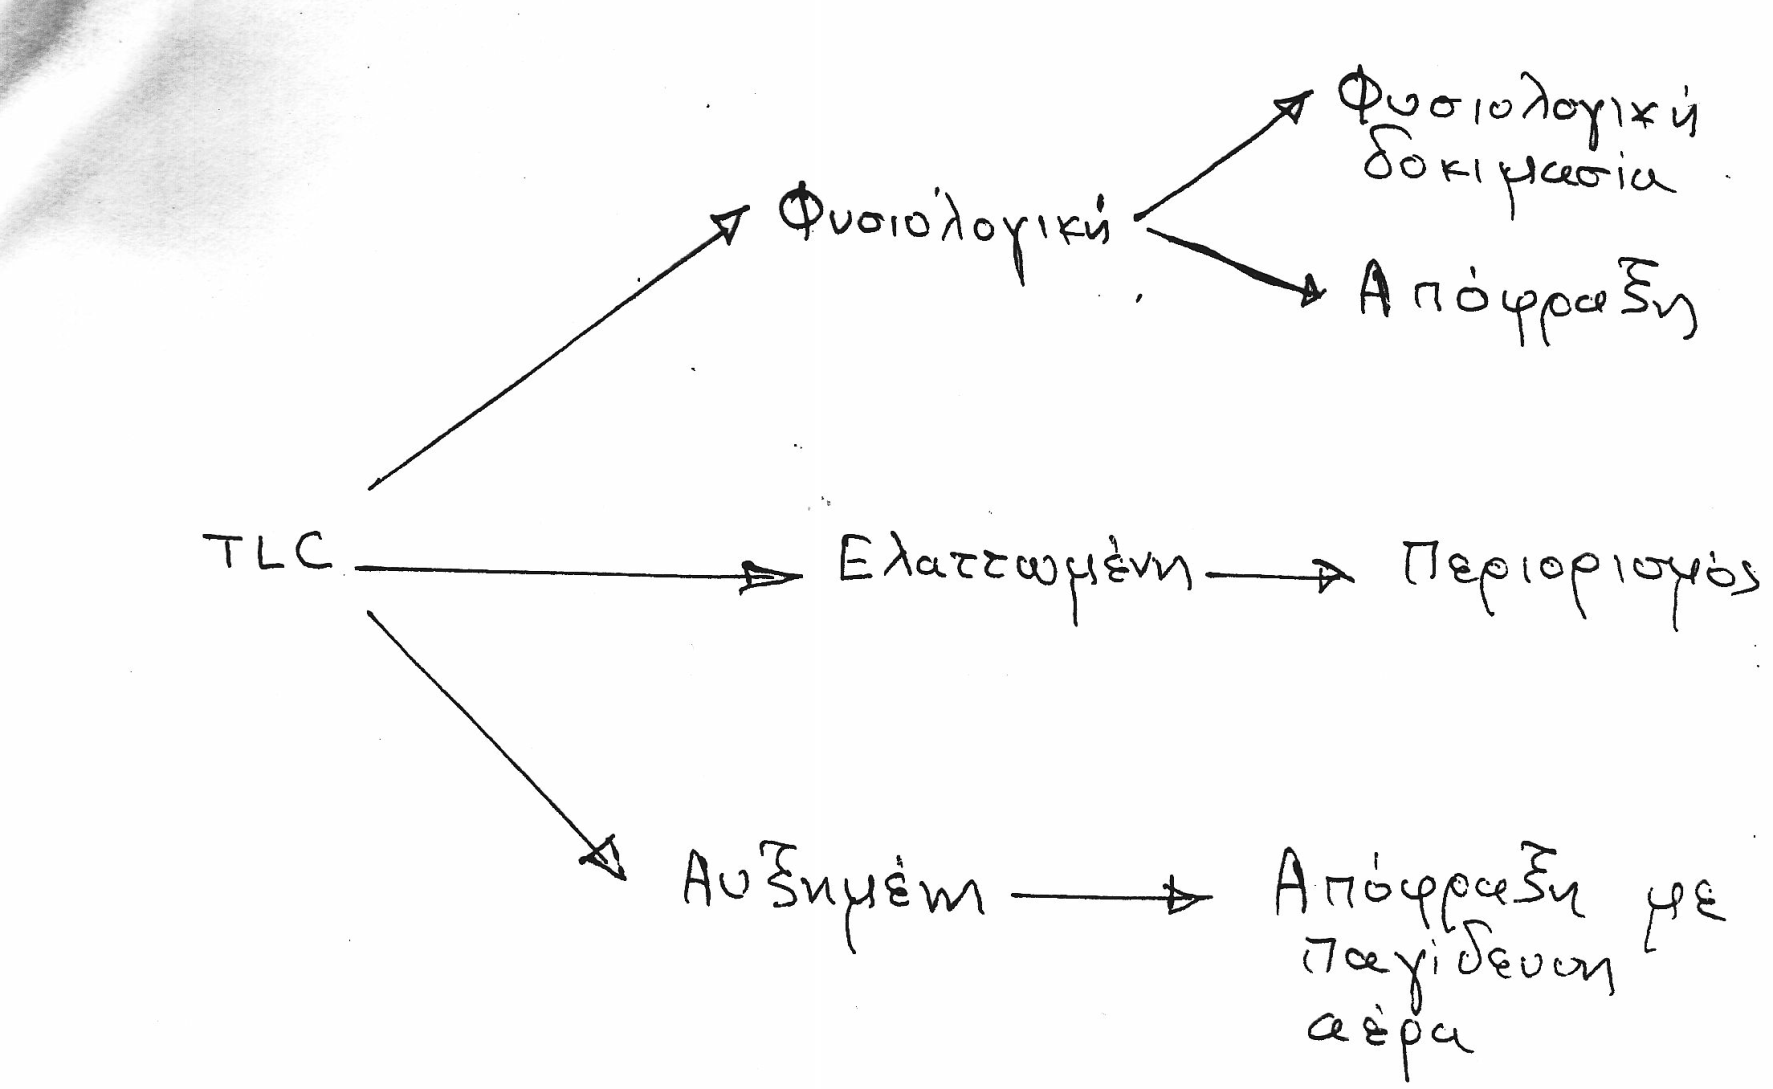 Φυσιολογική
δοκιμασία
Φυσιολογική
Απόφραξη
TLC
Ελαττωμένη
Περιορισμός
Αυξημένη
Απόφραξη με
παγίδευση
αέρα